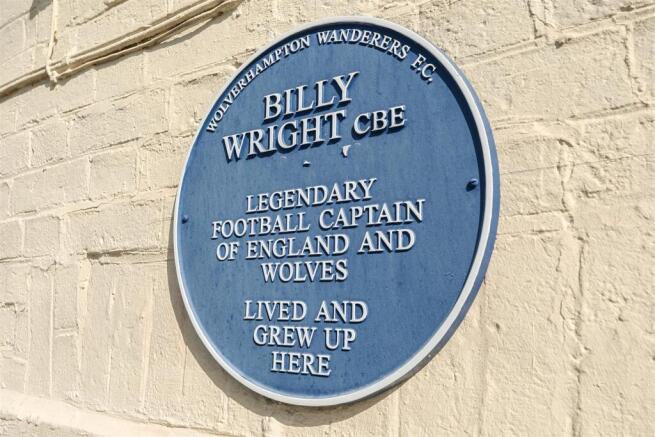 WOLVERHAMPTON WANDERERS F.C.
BILLY
WRIGHT CBE
LEGENDARY
FOOTBALL CAPTAIN
OF ENGLAND AND
WOLVES
LIVED AND
GREW UP
HERE